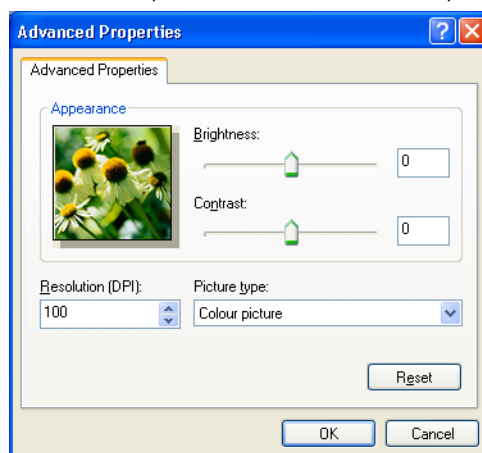 Advanced Properties
Advanced Properties
Appearance
Brightness:
0
Contrast:
0
Resolution (DPI):
Picture type:
100
Colour picture
Reset
OK
Cancel